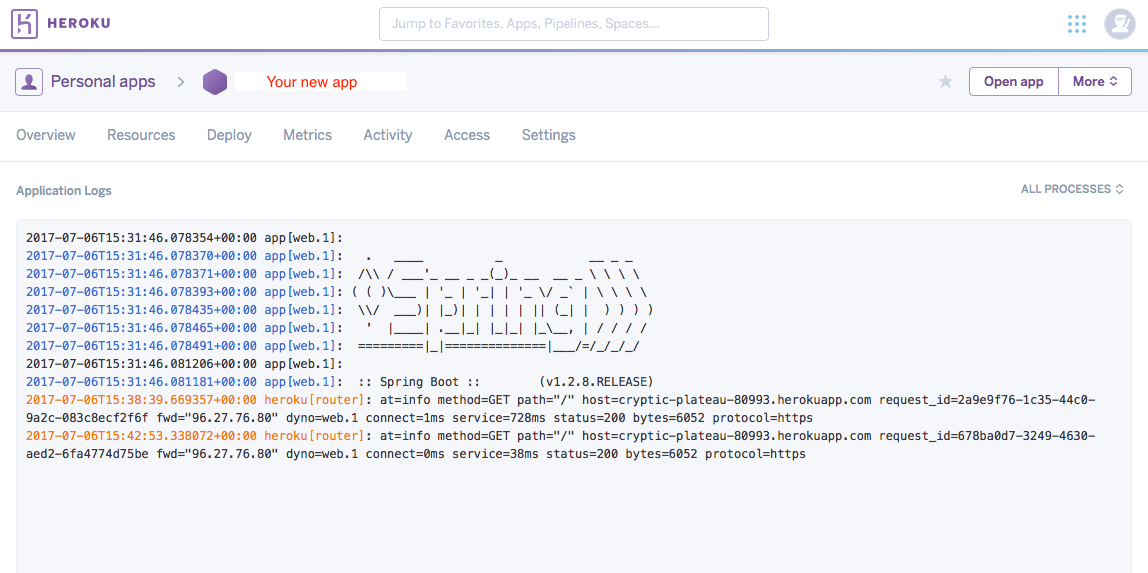 HEROKU
Jump to Favorites, Apps, Pipelines, Spaces...
Personal apps > Your new app
Open app
More
Overview Resources Deploy Metrics Activity Access Settings
Application Logs
ALL PROCESSES
2017-07-06T15:31:46.078354+00:00 app[web.1]:
2017-07-06T15:31:46.078370+00:00 app[web.1]:   .   ____          _            __ _ _
2017-07-06T15:31:46.078371+00:00 app[web.1]:  /\\ / ___'_ __ _ _(_)_ __  __ _ \ \ \ \
2017-07-06T15:31:46.078393+00:00 app[web.1]: ( ( )\___ | '_ | '_| | '_ \/ _` | \ \ \ \
2017-07-06T15:31:46.078435+00:00 app[web.1]:  \\/  ___)| |_)| | | | | || (_| |  ) ) ) )
2017-07-06T15:31:46.078465+00:00 app[web.1]:   '  |____| .__|_| |_|_| |_\__, | / / / /
2017-07-06T15:31:46.078491+00:00 app[web.1]:  =========|_|==============|___/=/_/_/_/
2017-07-06T15:31:46.081206+00:00 app[web.1]:
2017-07-06T15:31:46.081181+00:00 app[web.1]:  :: Spring Boot ::        (v1.2.8.RELEASE)
2017-07-06T15:38:39.669357+00:00 heroku[router]: at=info method=GET path="/" host=cryptic-plateau-80993.herokuapp.com request_id=2a9e9f76-1c35-44c0-
9a2c-083c8ecf2f6f fwd="96.27.76.80" dyno=web.1 connect=1ms service=728ms status=200 bytes=6052 protocol=https
2017-07-06T15:42:53.338072+00:00 heroku[router]: at=info method=GET path="/" host=cryptic-plateau-80993.herokuapp.com request_id=678ba0d7-3249-4630-
aed2-6fa4774d75be fwd="96.27.76.80" dyno=web.1 connect=0ms service=38ms status=200 bytes=6052 protocol=https